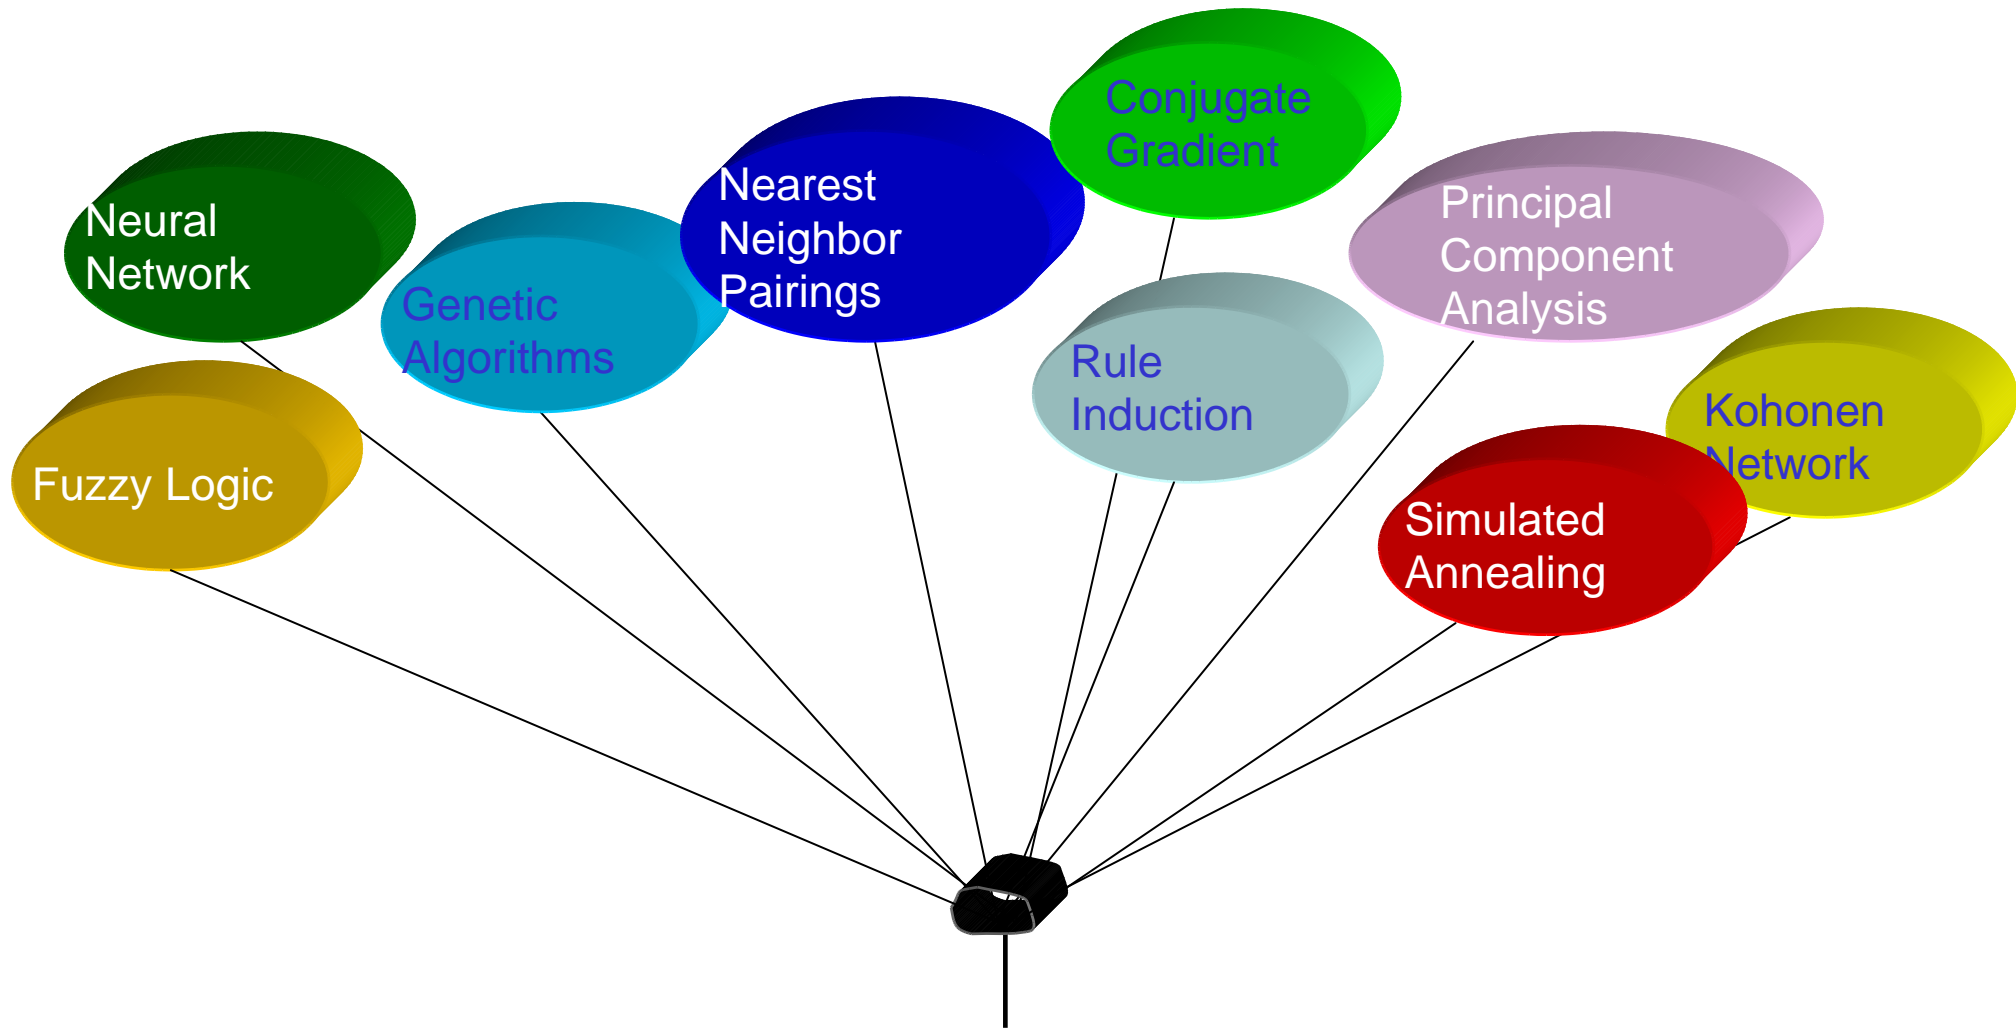 Neural
Network
Genetic
Algorithms
Nearest
Neighbor
Pairings
Conjugate
Gradient
Principal
Component
Analysis
Fuzzy Logic
Rule
Induction
Kohonen
Network
Simulated
Annealing